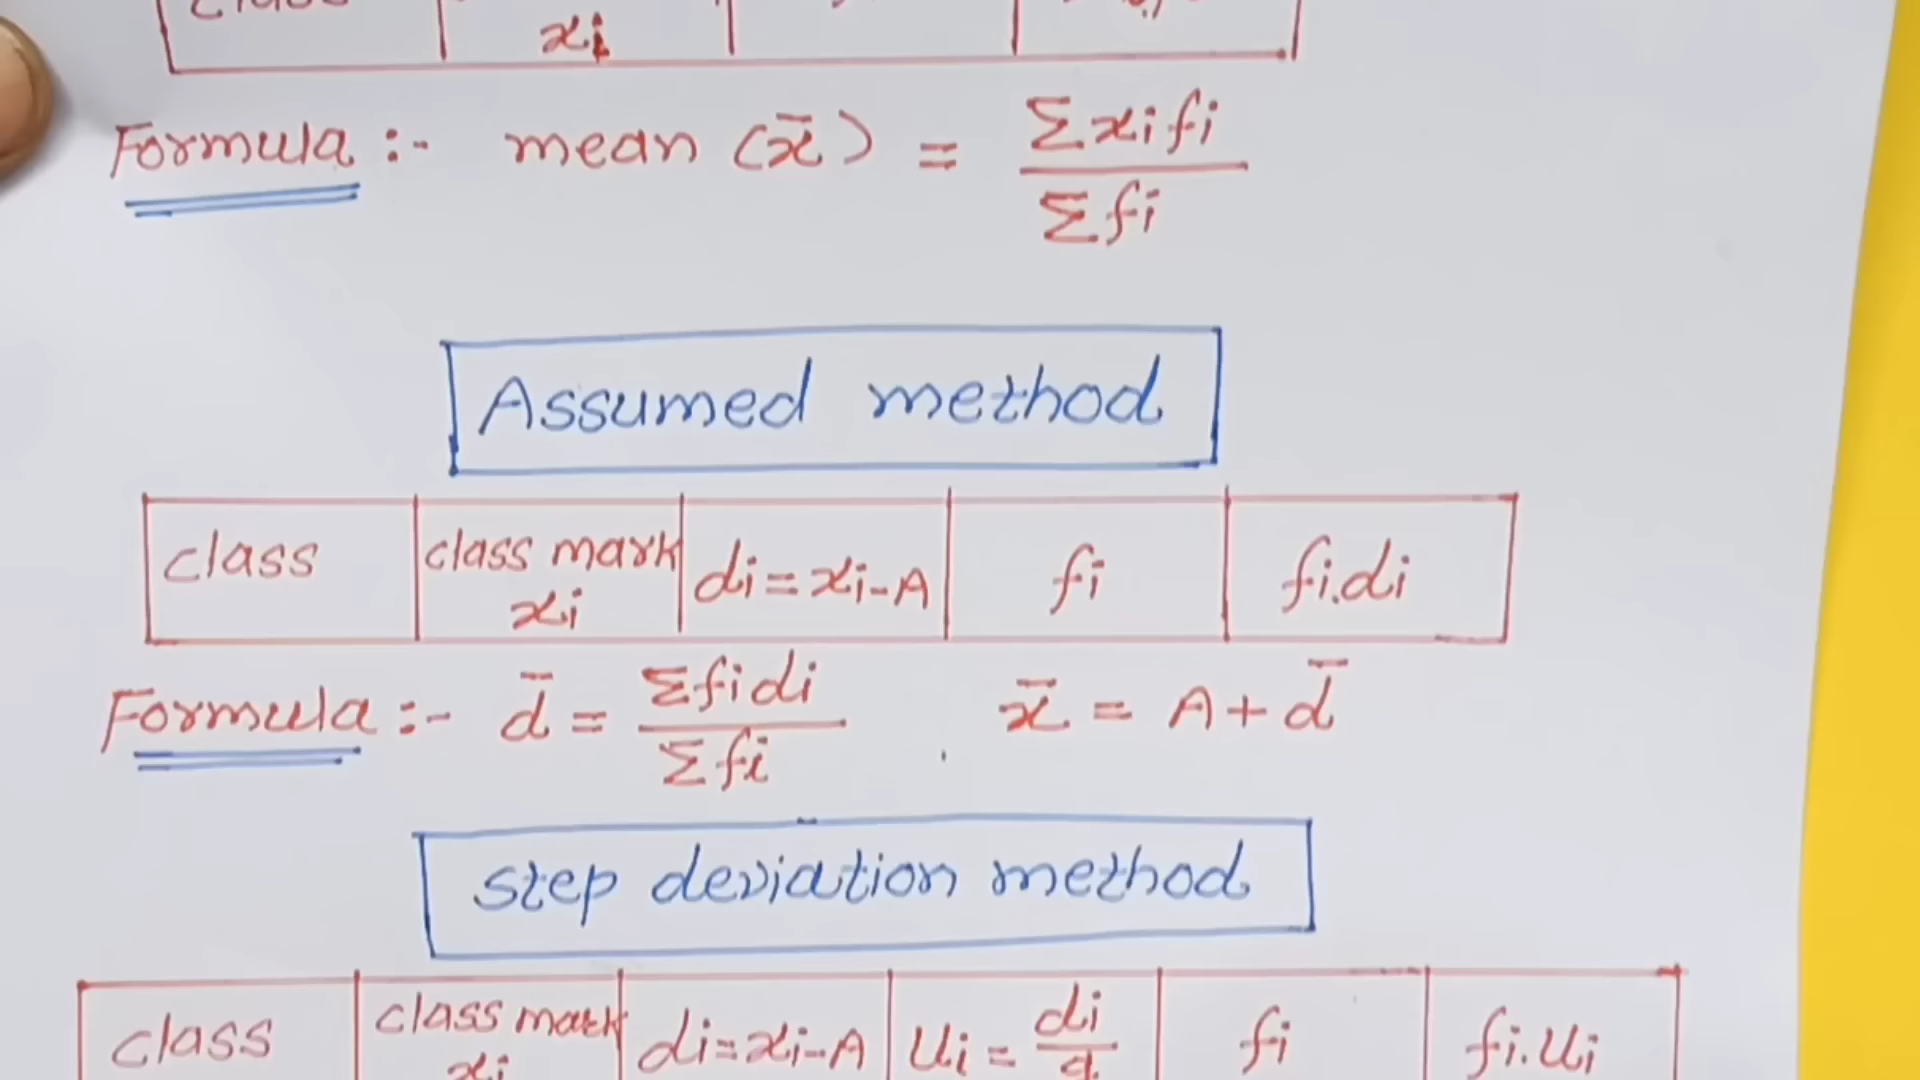 xi
Formula :- mean (x̄) = Σxifi / Σfi
Assumed method
class | class mark xi | di = xi - A | fi | fi.di
Formula :- d̄ = Σfidi / Σfi , x̄ = A + d̄
step deviation method
class | class mark xi | di = xi - A | ui = di / | fi | fi.ui